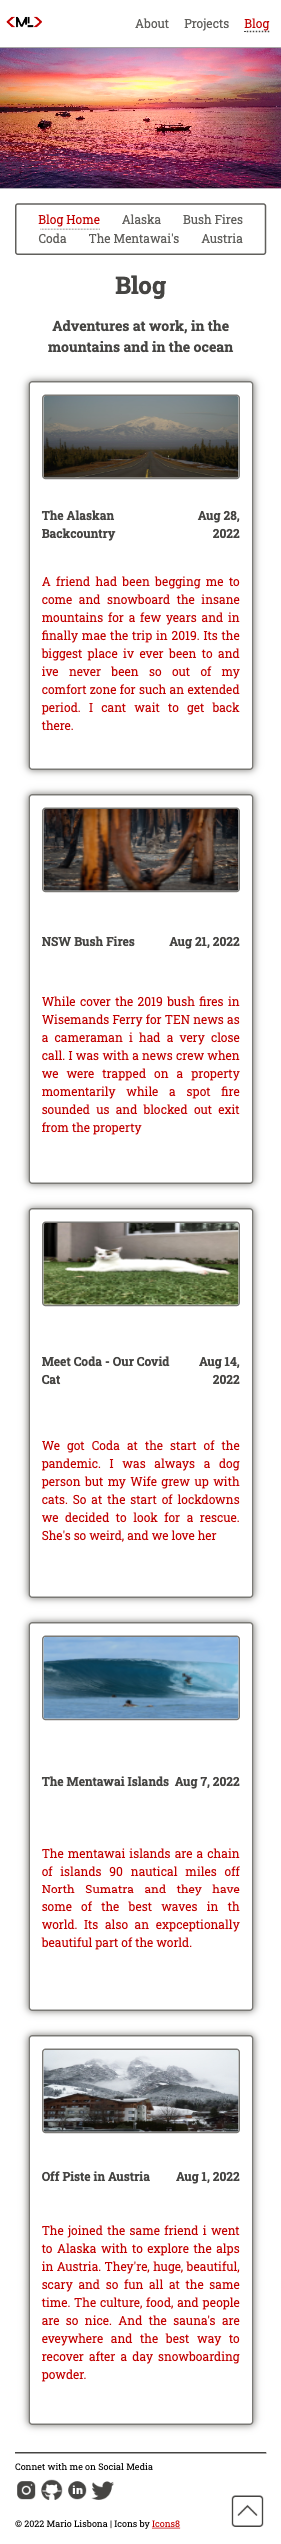 <ML>
About Projects Blog
Blog Home Alaska Bush Fires
Coda The Mentawai's Austria
Blog
Adventures at work, in the
mountains and in the ocean
The Alaskan Backcountry
Aug 28, 2022
A friend had been begging me to
come and snowboard the insane
mountains for a few years and in
finally mae the trip in 2019. Its the
biggest place iv ever been to and
ive never been so out of my
comfort zone for such an extended
period. I cant wait to get back
there.
NSW Bush Fires Aug 21, 2022
While cover the 2019 bush fires in
Wisemands Ferry for TEN news as
a cameraman i had a very close
call. I was with a news crew when
we were trapped on a property
momentarily while a spot fire
sounded us and blocked out exit
from the property
Meet Coda - Our Covid Cat
Aug 14, 2022
We got Coda at the start of the
pandemic. I was always a dog
person but my Wife grew up with
cats. So at the start of lockdowns
we decided to look for a rescue.
She's so weird, and we love her
The Mentawai Islands Aug 7, 2022
The mentawai islands are a chain
of islands 90 nautical miles off
North Sumatra and they have
some of the best waves in th
world. Its also an expceptionally
beautiful part of the world.
Off Piste in Austria Aug 1, 2022
The joined the same friend i went
to Alaska with to explore the alps
in Austria. They're, huge, beautiful,
scary and so fun all at the same
time. The culture, food, and people
are so nice. And the sauna's are
eveywhere and the best way to
recover after a day snowboarding
powder.
Connet with me on Social Media
© 2022 Mario Lisbona | Icons by Icons8